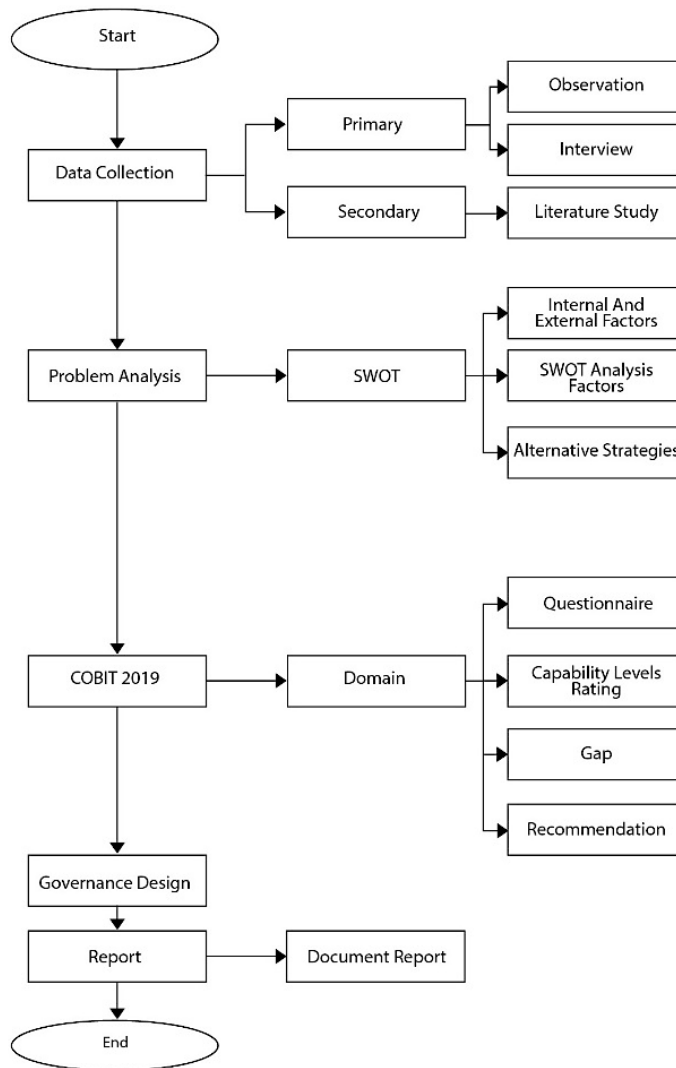 Start
Observation
Primary
Interview
Data Collection
Secondary
Literature Study
Internal And
External Factors
Problem Analysis
SWOT
SWOT Analysis
Factors
Alternative Strategies
Questionnaire
COBIT 2019
Domain
Capability Levels
Rating
Gap
Recommendation
Governance Design
Report
Document Report
End